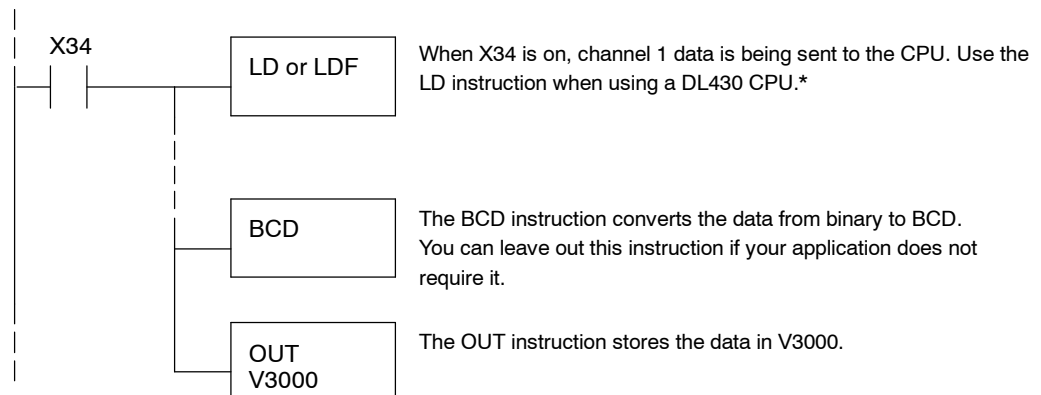 X34
LD or LDF
When X34 is on, channel 1 data is being sent to the CPU. Use the
LD instruction when using a DL430 CPU.*
BCD
The BCD instruction converts the data from binary to BCD.
You can leave out this instruction if your application does not
require it.
OUT
V3000
The OUT instruction stores the data in V3000.